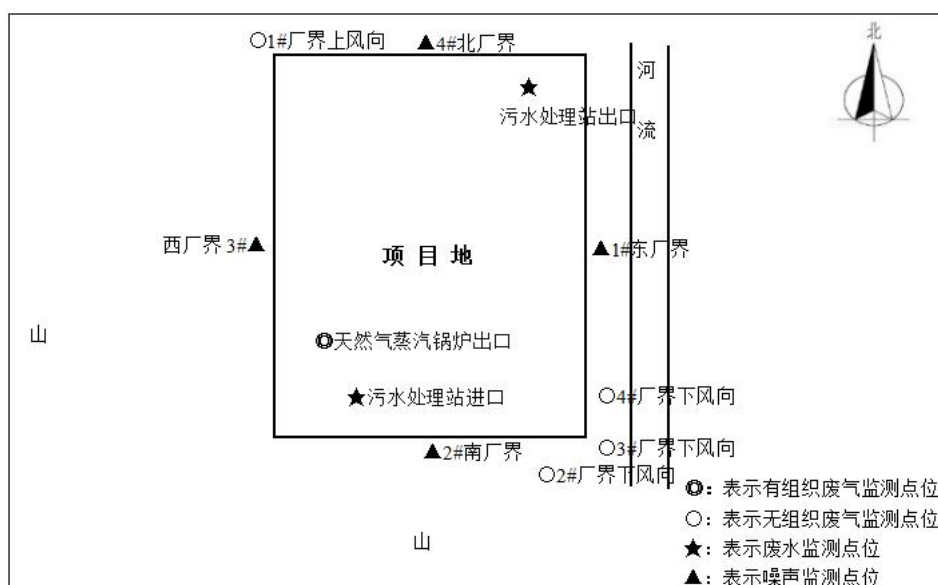 ○1#厂界上风向
▲4#北厂界
北
河
流
★
污水处理站出口
西厂界 3#▲
项 目 地
▲1#东厂界
山
◎天然气蒸汽锅炉出口
★污水处理站进口
○4#厂界下风向
▲2#南厂界
○3#厂界下风向
○2#厂界下风向
◎：表示有组织废气监测点位
○：表示无组织废气监测点位
山
★：表示废水监测点位
▲：表示噪声监测点位